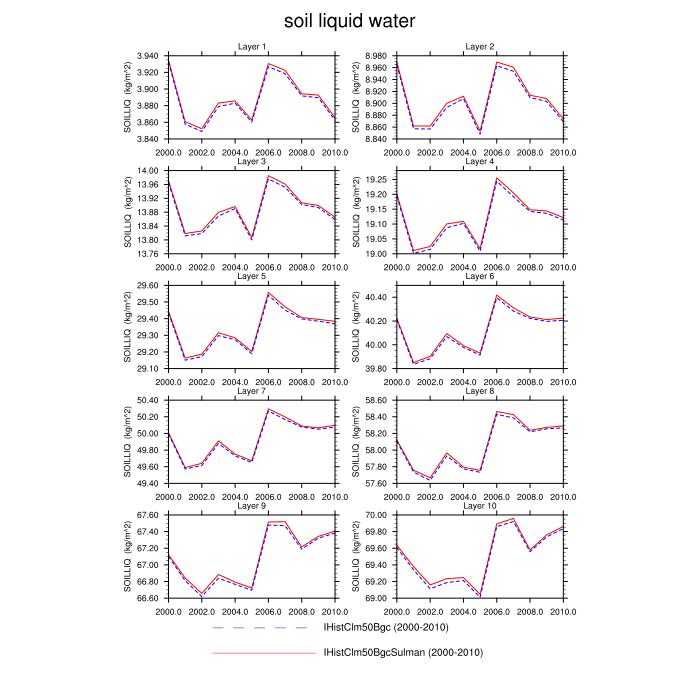 soil liquid water
Layer 1
Layer 2
3.940
3.920
3.900
3.880
3.860
3.840
SOILLIQ (kg/m^2)
2000.0 2002.0 2004.0 2006.0 2008.0 2010.0
8.980
8.960
8.940
8.920
8.900
8.880
8.860
8.840
SOILLIQ (kg/m^2)
2000.0 2002.0 2004.0 2006.0 2008.0 2010.0
Layer 3
Layer 4
14.00
13.96
13.92
13.88
13.84
13.80
13.76
SOILLIQ (kg/m^2)
2000.0 2002.0 2004.0 2006.0 2008.0 2010.0
19.25
19.20
19.15
19.10
19.05
19.00
SOILLIQ (kg/m^2)
2000.0 2002.0 2004.0 2006.0 2008.0 2010.0
Layer 5
Layer 6
29.60
29.50
29.40
29.30
29.20
29.10
SOILLIQ (kg/m^2)
2000.0 2002.0 2004.0 2006.0 2008.0 2010.0
40.40
40.20
40.00
39.80
SOILLIQ (kg/m^2)
2000.0 2002.0 2004.0 2006.0 2008.0 2010.0
Layer 7
Layer 8
50.40
50.20
50.00
49.80
49.60
49.40
SOILLIQ (kg/m^2)
2000.0 2002.0 2004.0 2006.0 2008.0 2010.0
58.60
58.40
58.20
58.00
57.80
57.60
SOILLIQ (kg/m^2)
2000.0 2002.0 2004.0 2006.0 2008.0 2010.0
Layer 9
Layer 10
67.60
67.40
67.20
67.00
66.80
66.60
SOILLIQ (kg/m^2)
2000.0 2002.0 2004.0 2006.0 2008.0 2010.0
70.00
69.80
69.60
69.40
69.20
69.00
SOILLIQ (kg/m^2)
2000.0 2002.0 2004.0 2006.0 2008.0 2010.0
IHistClm50Bgc (2000-2010)
IHistClm50BgcSulman (2000-2010)